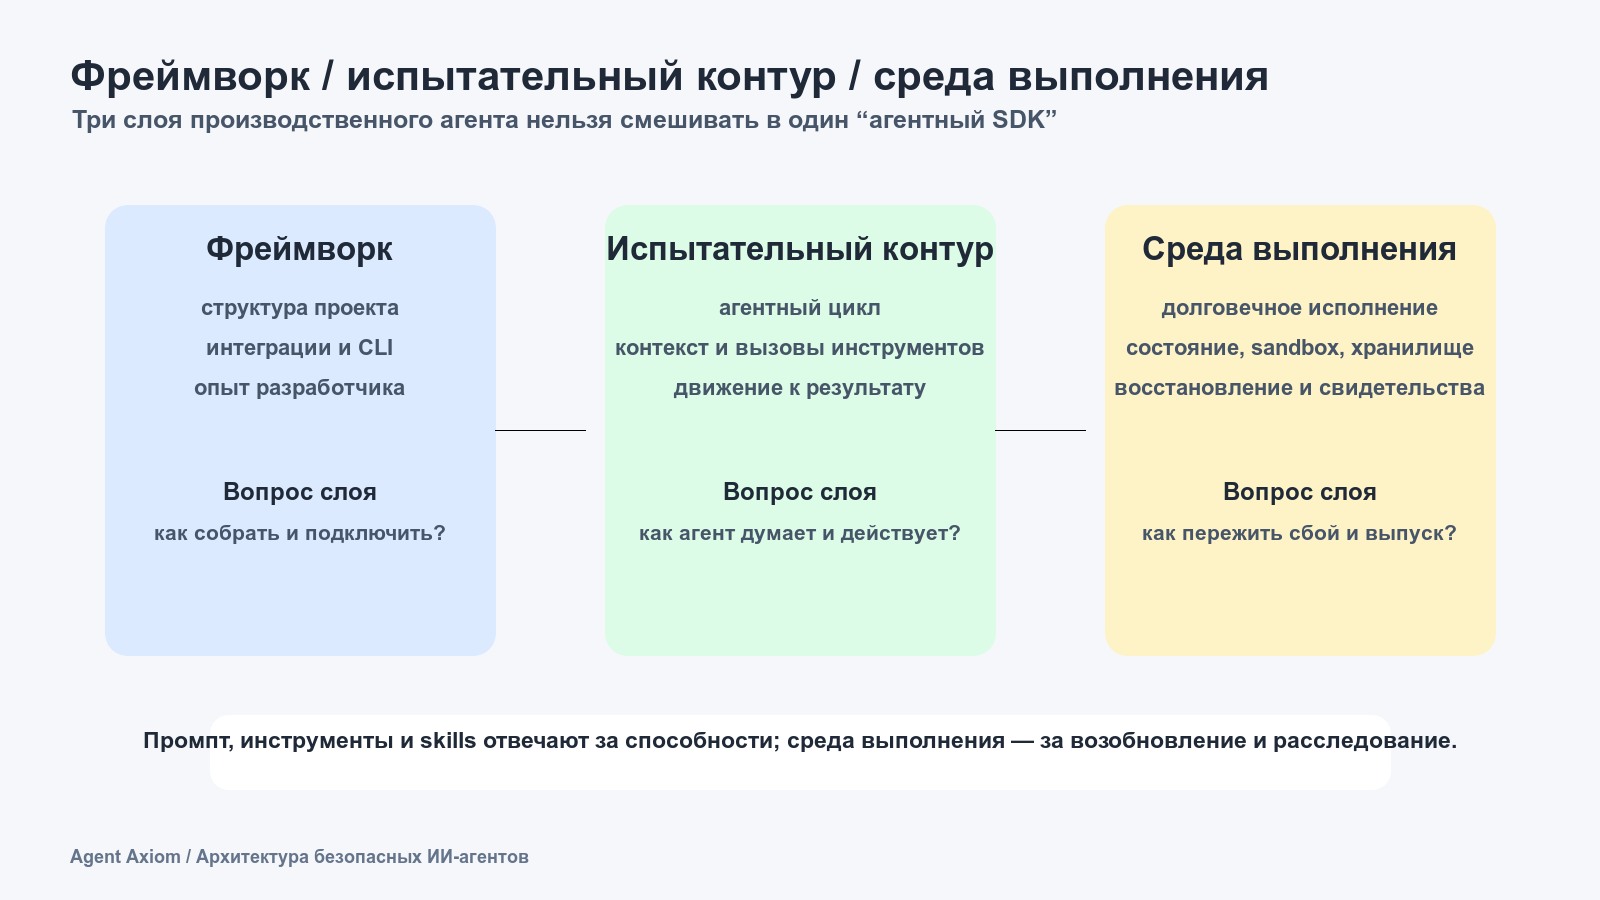 Фреймворк / испытательный контур / среда выполнения
Три слоя производственного агента нельзя смешивать в один “агентный SDK”
Фреймворк
структура проекта
интеграции и CLI
опыт разработчика
Вопрос слоя
как собрать и подключить?
Испытательный контур
агентный цикл
контекст и вызовы инструментов
движение к результату
Вопрос слоя
как агент думает и действует?
Среда выполнения
долговечное исполнение
состояние, sandbox, хранилище
восстановление и свидетельства
Вопрос слоя
как пережить сбой и выпуск?
Промпт, инструменты и skills отвечают за способности; среда выполнения — за возобновление и расследование.
Agent Axiom / Архитектура безопасных ИИ-агентов